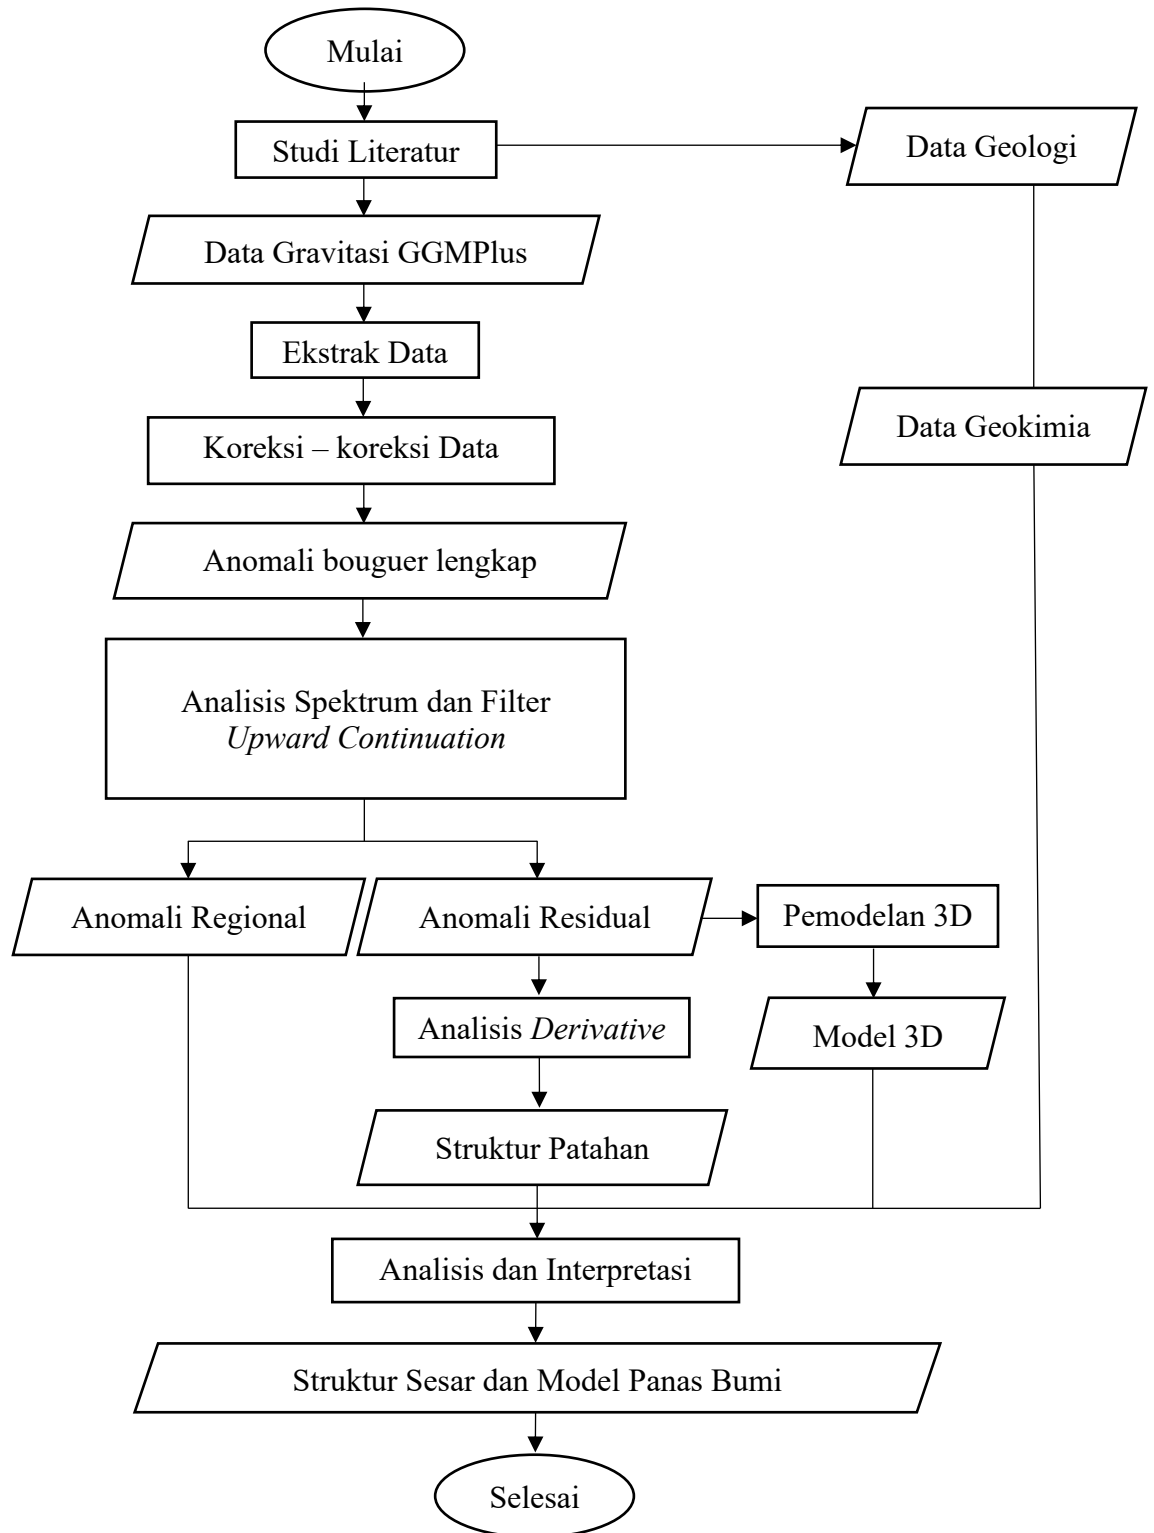 Mulai
Studi Literatur
Data Geologi
Data Gravitasi GGMPlus
Ekstrak Data
Data Geokimia
Koreksi – koreksi Data
Anomali bouguer lengkap
Analisis Spektrum dan Filter
Upward Continuation
Anomali Regional
Anomali Residual
Pemodelan 3D
Analisis Derivative
Model 3D
Struktur Patahan
Analisis dan Interpretasi
Struktur Sesar dan Model Panas Bumi
Selesai